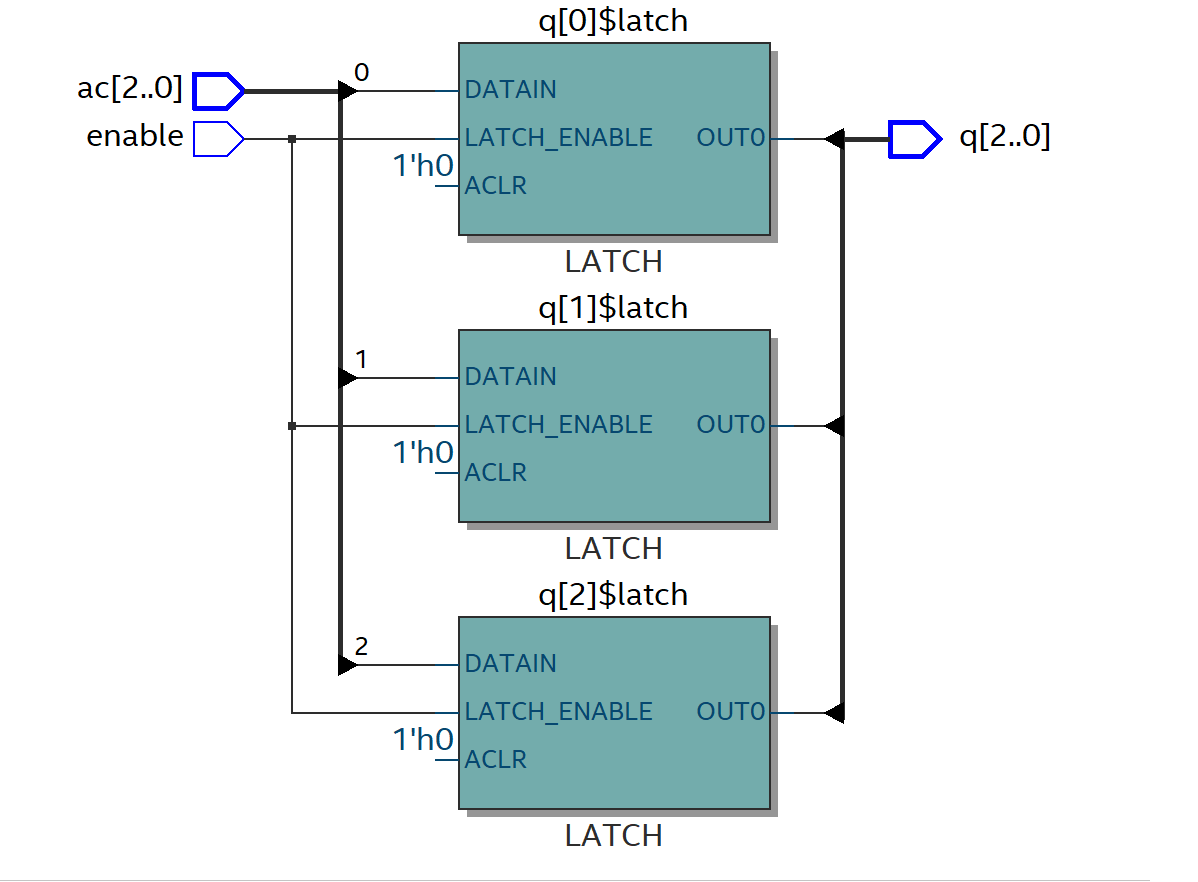 q[0]$latch
ac[2..0]
0
DATAIN
enable
LATCH_ENABLE
OUT0
q[2..0]
1'h0
ACLR
LATCH
q[1]$latch
1
DATAIN
LATCH_ENABLE
OUT0
1'h0
ACLR
LATCH
q[2]$latch
2
DATAIN
LATCH_ENABLE
OUT0
1'h0
ACLR
LATCH